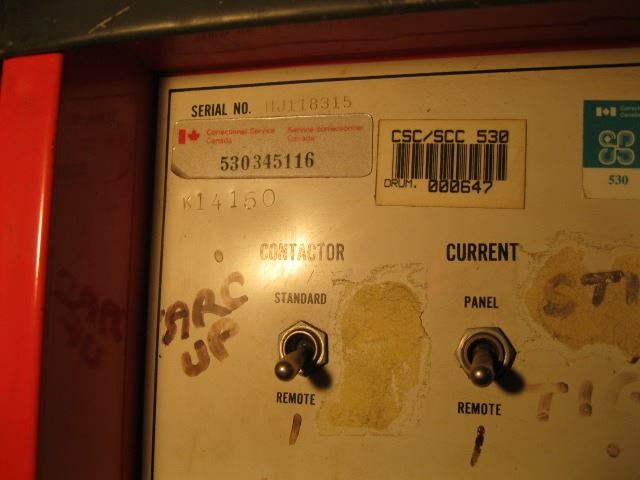 SERIAL NO. HJ118315
Correctional Service Canada
Service correctionnel Canada
530345116
CSC/SCC 530
DRUM. 000647
530
K14160
CONTACTOR
CURRENT
STANDARD
PANEL
ARC
UP
REMOTE
REMOTE